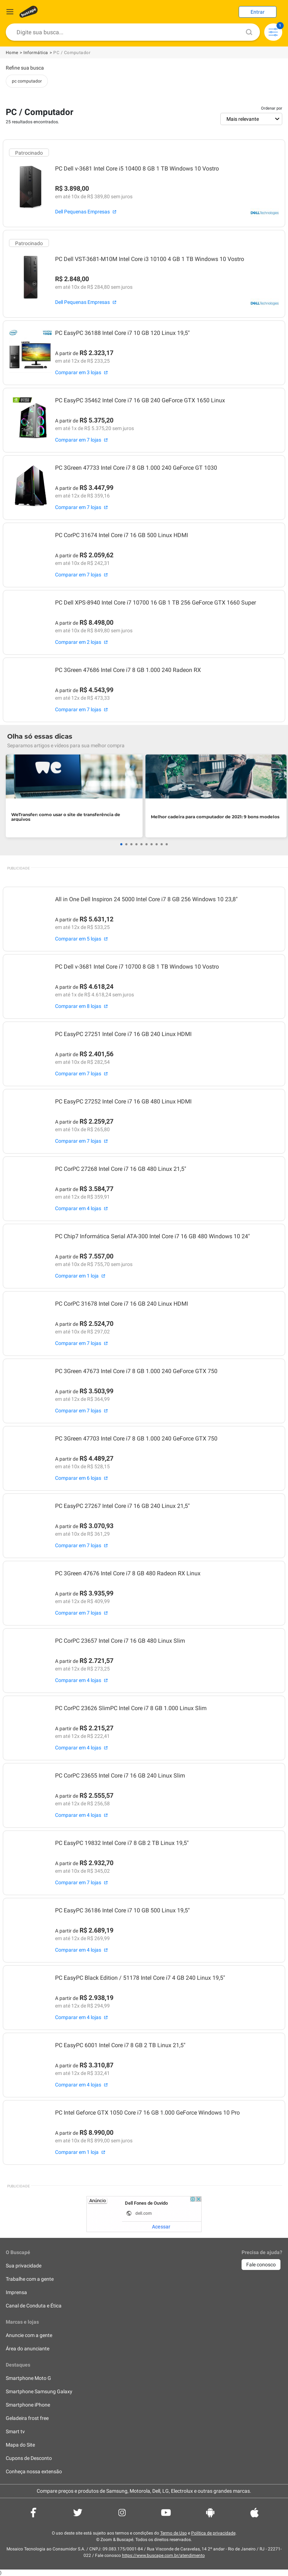 buscapé
Entrar
Digite sua busca...
Home > Informática > PC / Computador
Refine sua busca
pc computador
Ordenar por
PC / Computador
25 resultados encontrados.
Mais relevante
Patrocinado
PC Dell v-3681 Intel Core i5 10400 8 GB 1 TB Windows 10 Vostro
R$ 3.898,00
em até 10x de R$ 389,80 sem juros
Dell Pequenas Empresas
Patrocinado
PC Dell VST-3681-M10M Intel Core i3 10100 4 GB 1 TB Windows 10 Vostro
R$ 2.848,00
em até 10x de R$ 284,80 sem juros
Dell Pequenas Empresas
PC EasyPC 36188 Intel Core i7 10 GB 120 Linux 19,5"
A partir de R$ 2.323,17
em até 12x de R$ 233,25
Comparar em 3 lojas
PC EasyPC 35462 Intel Core i7 16 GB 240 GeForce GTX 1650 Linux
A partir de R$ 5.375,20
em até 1x de R$ 5.375,20 sem juros
Comparar em 7 lojas
PC 3Green 47733 Intel Core i7 8 GB 1.000 240 GeForce GT 1030
A partir de R$ 3.447,99
em até 12x de R$ 359,16
Comparar em 7 lojas
PC CorPC 31674 Intel Core i7 16 GB 500 Linux HDMI
A partir de R$ 2.059,62
em até 10x de R$ 242,31
Comparar em 7 lojas
PC Dell XPS-8940 Intel Core i7 10700 16 GB 1 TB 256 GeForce GTX 1660 Super
A partir de R$ 8.498,00
em até 10x de R$ 849,80 sem juros
Comparar em 2 lojas
PC 3Green 47686 Intel Core i7 8 GB 1.000 240 Radeon RX
A partir de R$ 4.543,99
em até 12x de R$ 473,33
Comparar em 7 lojas
Olha só essas dicas
Separamos artigos e vídeos para sua melhor compra
WeTransfer: como usar o site de transferência de arquivos
Melhor cadeira para computador de 2021: 9 bons modelos
PUBLICIDADE
All in One Dell Inspiron 24 5000 Intel Core i7 8 GB 256 Windows 10 23,8"
A partir de R$ 5.631,12
em até 12x de R$ 533,25
Comparar em 5 lojas
PC Dell v-3681 Intel Core i7 10700 8 GB 1 TB Windows 10 Vostro
A partir de R$ 4.618,24
em até 1x de R$ 4.618,24 sem juros
Comparar em 8 lojas
PC EasyPC 27251 Intel Core i7 16 GB 240 Linux HDMI
A partir de R$ 2.401,56
em até 10x de R$ 282,54
Comparar em 7 lojas
PC EasyPC 27252 Intel Core i7 16 GB 480 Linux HDMI
A partir de R$ 2.259,27
em até 10x de R$ 265,80
Comparar em 7 lojas
PC CorPC 27268 Intel Core i7 16 GB 480 Linux 21,5"
A partir de R$ 3.584,77
em até 12x de R$ 359,91
Comparar em 4 lojas
PC Chip7 Informática Serial ATA-300 Intel Core i7 16 GB 480 Windows 10 24"
A partir de R$ 7.557,00
em até 10x de R$ 755,70 sem juros
Comparar em 1 loja
PC CorPC 31678 Intel Core i7 16 GB 240 Linux HDMI
A partir de R$ 2.524,70
em até 10x de R$ 297,02
Comparar em 7 lojas
PC 3Green 47673 Intel Core i7 8 GB 1.000 240 GeForce GTX 750
A partir de R$ 3.503,99
em até 12x de R$ 364,99
Comparar em 7 lojas
PC 3Green 47703 Intel Core i7 8 GB 1.000 240 GeForce GTX 750
A partir de R$ 4.489,27
em até 10x de R$ 528,15
Comparar em 6 lojas
PC EasyPC 27267 Intel Core i7 16 GB 240 Linux 21,5"
A partir de R$ 3.070,93
em até 10x de R$ 361,29
Comparar em 7 lojas
PC 3Green 47676 Intel Core i7 8 GB 480 Radeon RX Linux
A partir de R$ 3.935,99
em até 12x de R$ 409,99
Comparar em 7 lojas
PC CorPC 23657 Intel Core i7 16 GB 480 Linux Slim
A partir de R$ 2.721,57
em até 12x de R$ 273,25
Comparar em 4 lojas
PC CorPC 23626 SlimPC Intel Core i7 8 GB 1.000 Linux Slim
A partir de R$ 2.215,27
em até 12x de R$ 222,41
Comparar em 4 lojas
PC CorPC 23655 Intel Core i7 16 GB 240 Linux Slim
A partir de R$ 2.555,57
em até 12x de R$ 256,58
Comparar em 4 lojas
PC EasyPC 19832 Intel Core i7 8 GB 2 TB Linux 19,5"
A partir de R$ 2.932,70
em até 10x de R$ 345,02
Comparar em 7 lojas
PC EasyPC 36186 Intel Core i7 10 GB 500 Linux 19,5"
A partir de R$ 2.689,19
em até 12x de R$ 269,99
Comparar em 4 lojas
PC EasyPC Black Edition / 51178 Intel Core i7 4 GB 240 Linux 19,5"
A partir de R$ 2.938,19
em até 12x de R$ 294,99
Comparar em 4 lojas
PC EasyPC 6001 Intel Core i7 8 GB 2 TB Linux 21,5"
A partir de R$ 3.310,87
em até 12x de R$ 332,41
Comparar em 4 lojas
PC Intel Geforce GTX 1050 Core i7 16 GB 1.000 GeForce Windows 10 Pro
A partir de R$ 8.990,00
em até 10x de R$ 899,00 sem juros
Comparar em 1 loja
PUBLICIDADE
Anúncio
Dell Fones de Ouvido
dell.com
Acessar
O Buscapé
Precisa de ajuda?
Sua privacidade
Fale conosco
Trabalhe com a gente
Imprensa
Canal de Conduta e Ética
Marcas e lojas
Anuncie com a gente
Área do anunciante
Destaques
Smartphone Moto G
Smartphone Samsung Galaxy
Smartphone iPhone
Geladeira frost free
Smart tv
Mapa do Site
Cupons de Desconto
Conheça nossa extensão
Compare preços e produtos de Samsung, Motorola, Dell, LG, Electrolux e outras grandes marcas.
O uso deste site está sujeito aos termos e condições do Termo de Uso e Política de privacidade.
© Zoom & Buscapé. Todos os direitos reservados.